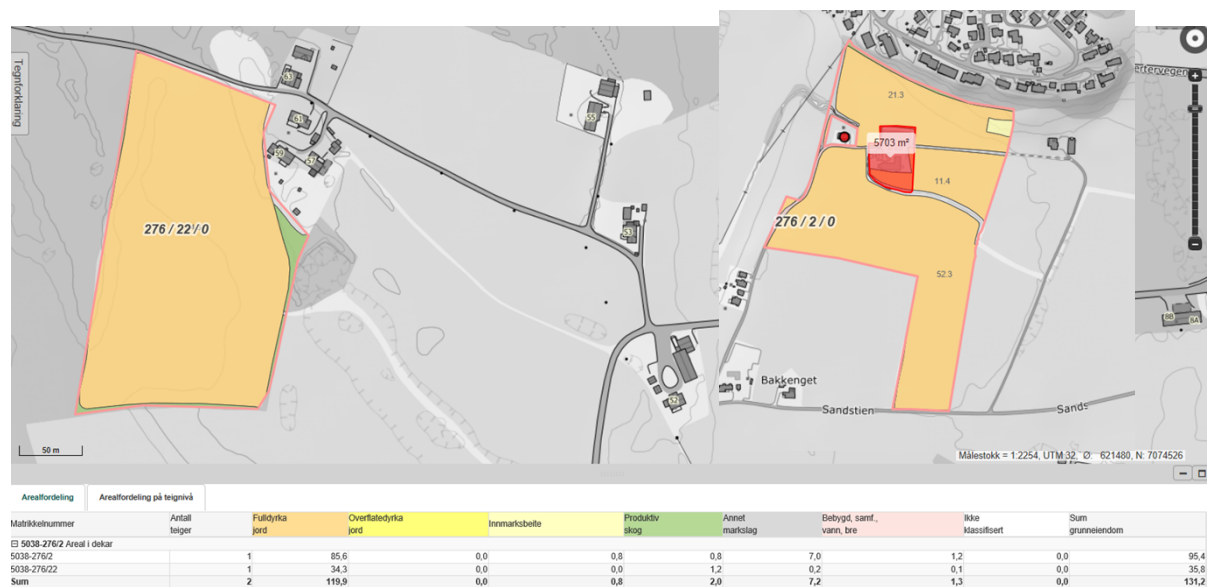 Tegnforklaring
63
61
59
57
55
53
52
276 / 22 / 0
50 m
21.3
5703 m²
11.4
276 / 2 / 0
52.3
Bakkenget
Sandstien
Sands
ertervegen
8B
8A
Målestokk = 1:2254, UTM 32, Ø: 621480, N: 7074526
Arealfordeling Arealfordeling på teignivå
Matrikkelnummer Antall teiger Fulldyrka jord Overflatedyrka jord Innmarksbeite Produktiv skog Annet markslag Bebygd, samf., vann, bre Ikke klassifisert Sum grunneiendom
5038-276/2 Areal i dekar
5038-276/2 1 85,6 0,0 0,8 0,8 7,0 1,2 0,0 95,4
5038-276/22 1 34,3 0,0 0,0 1,2 0,2 0,1 0,0 35,8
Sum 2 119,9 0,0 0,8 2,0 7,2 1,3 0,0 131,2